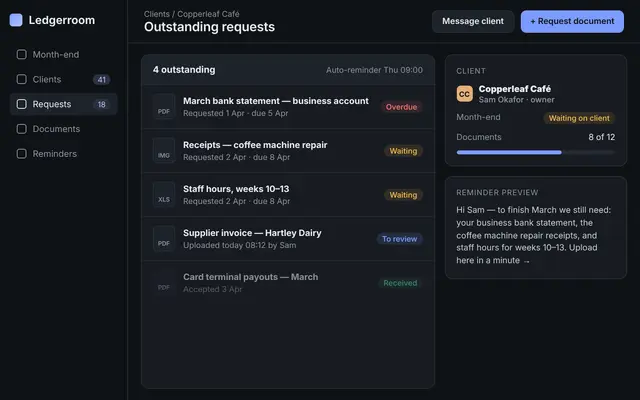 Ledgerroom
Month-end
Clients 41
Requests 18
Documents
Reminders
Clients / Copperleaf Café
Outstanding requests
Message client
+ Request document
4 outstanding
Auto-reminder Thu 09:00
PDF
March bank statement — business account
Requested 1 Apr · due 5 Apr
Overdue
IMG
Receipts — coffee machine repair
Requested 2 Apr · due 8 Apr
Waiting
XLS
Staff hours, weeks 10–13
Requested 2 Apr · due 8 Apr
Waiting
PDF
Supplier invoice — Hartley Dairy
Uploaded today 08:12 by Sam
To review
PDF
Card terminal payouts — March
Accepted 3 Apr
Received
CLIENT
CC
Copperleaf Café
Sam Okafor · owner
Month-end
Waiting on client
Documents
8 of 12
REMINDER PREVIEW
Hi Sam — to finish March we still need:
your business bank statement, the
coffee machine repair receipts, and
staff hours for weeks 10–13. Upload
here in a minute →